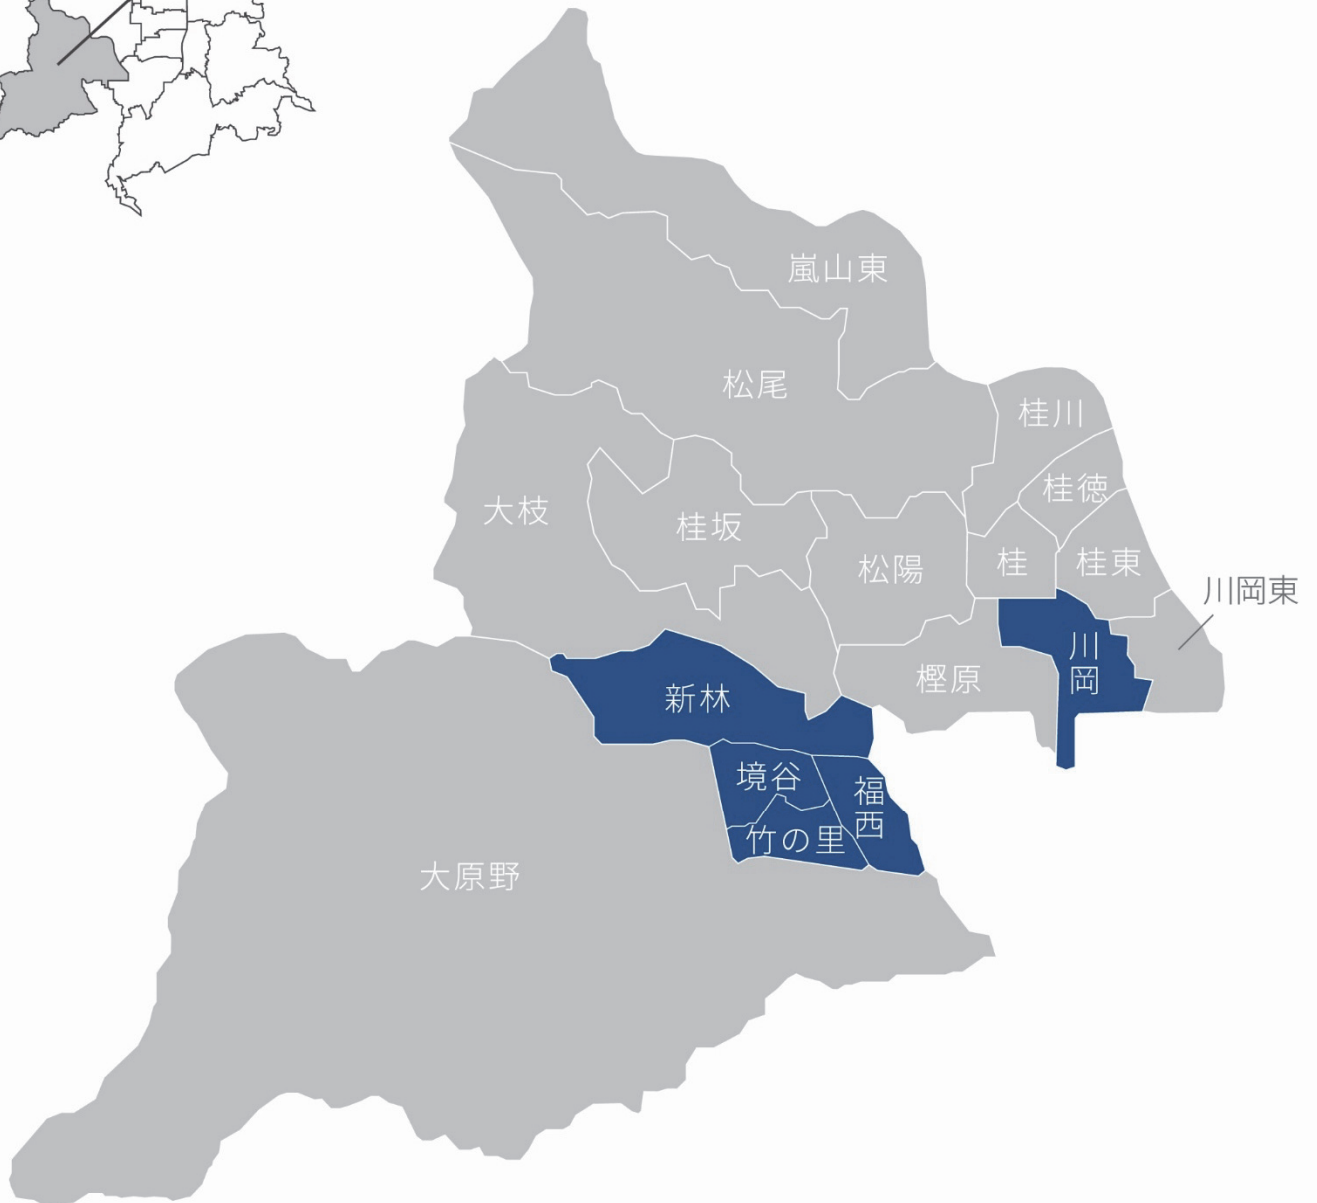 嵐山東
松尾
桂川
桂徳
大枝
桂坂
松陽
桂
桂東
川岡東
川岡
樫原
新林
境谷
福西
竹の里
大原野